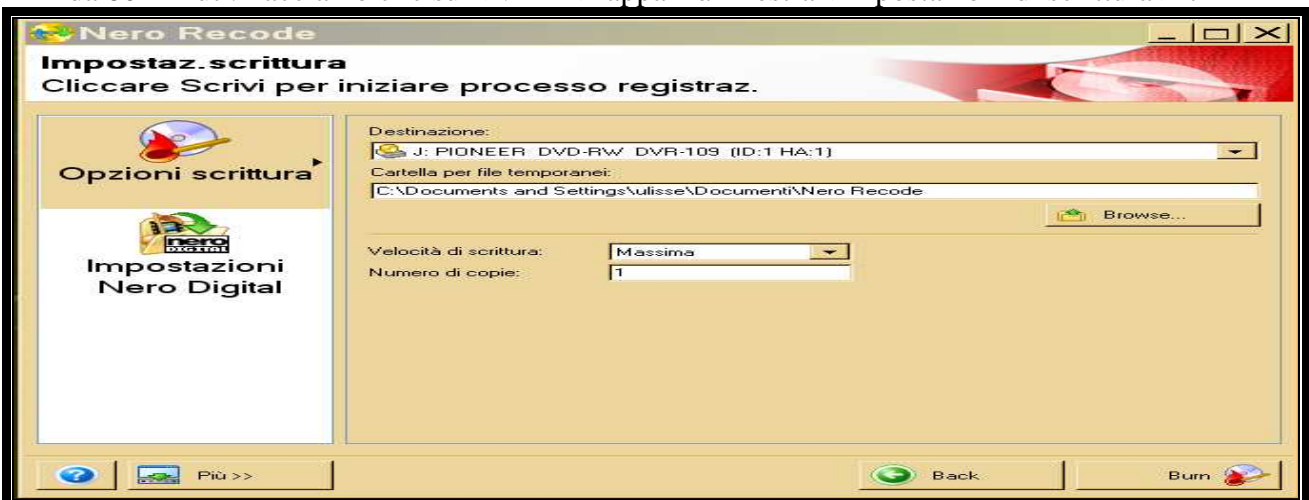 Nero Recode
Impostaz.scrittura
Cliccare Scrivi per iniziare processo registraz.
Opzioni scrittura
nero
DIGITAL
Impostazioni
Nero Digital
Destinazione:
J: PIONEER DVD-RW DVR-109 (ID:1 HA:1)
Cartella per file temporanei:
C:\Documents and Settings\ulisse\Documenti\Nero Recode
Browse...
Velocità di scrittura: Massima
Numero di copie: 1
Più >>
Back
Burn